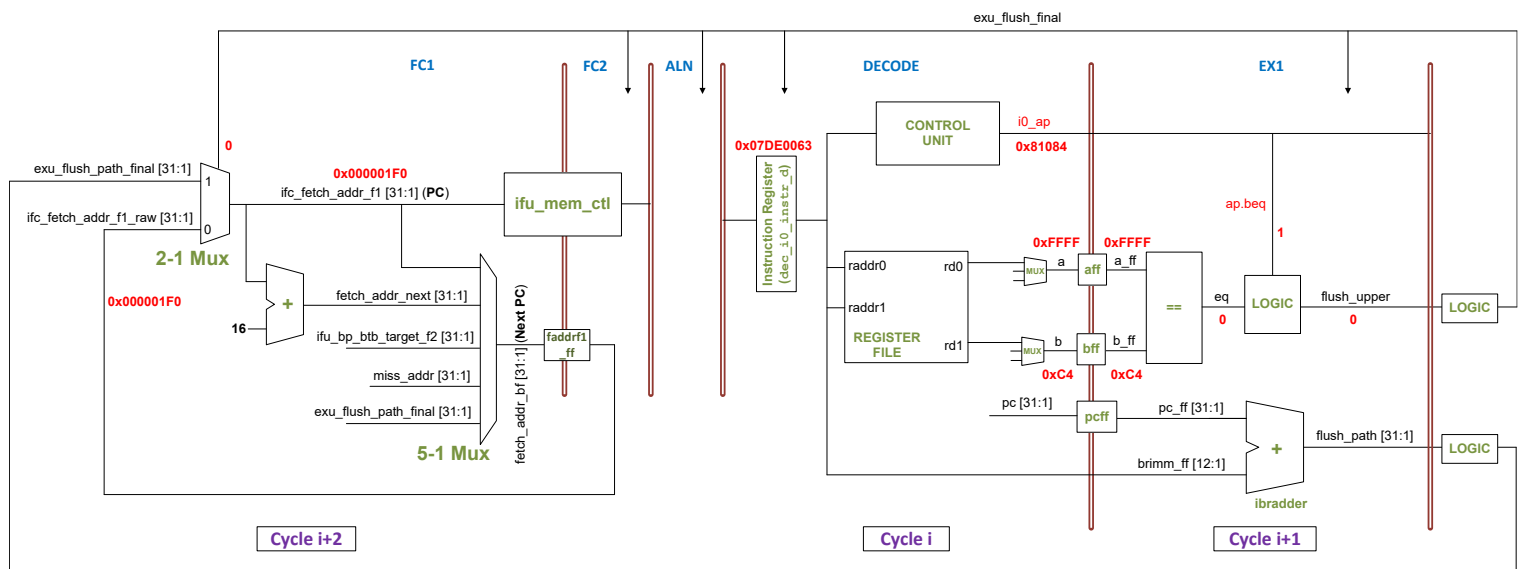 exu_flush_final
FC1
FC2
ALN
DECODE
EX1
CONTROL
UNIT
i0_ap
0x81084
0
0x07DE0063
exu_flush_path_final [31:1]
1
0x000001F0
ifc_fetch_addr_f1 [31:1] (PC)
ifu_mem_ctl
ifc_fetch_addr_f1_raw [31:1]
0
2-1 Mux
Instruction Register
(dec_i0_instr_d)
ap.beq
1
0xFFFF
0xFFFF
raddr0
rd0
MUX
a
aff
a_ff
0x000001F0
+
fetch_addr_next [31:1]
16
raddr1
==
eq
0
LOGIC
flush_upper
0
LOGIC
ifu_bp_btb_target_f2 [31:1]
faddrf1
_ff
REGISTER
FILE
rd1
MUX
b
bff
b_ff
0xC4
0xC4
miss_addr [31:1]
exu_flush_path_final [31:1]
5-1 Mux
fetch_addr_bf [31:1] (Next PC)
pc [31:1]
pcff
pc_ff [31:1]
+
flush_path [31:1]
LOGIC
brimm_ff [12:1]
ibradder
Cycle i+2
Cycle i
Cycle i+1